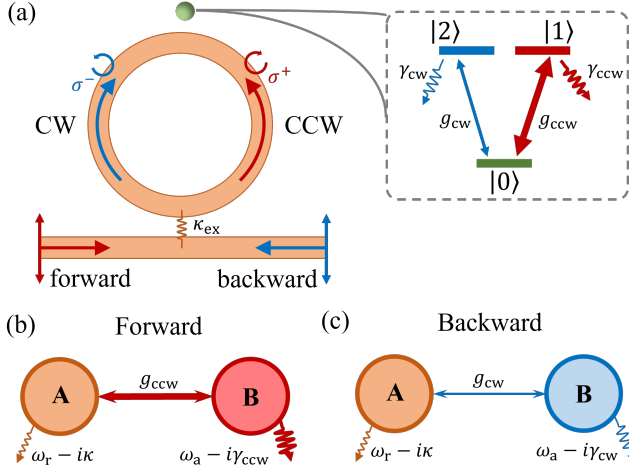 (a)
|2⟩ |1⟩
γcw γccw
σ⁻ σ⁺
CW CCW
gcw gccw
|0⟩
κex
forward backward
(b) Forward (c) Backward
A gccw B A gcw B
ωr − iκ ωa − iγccw ωr − iκ ωa − iγcw